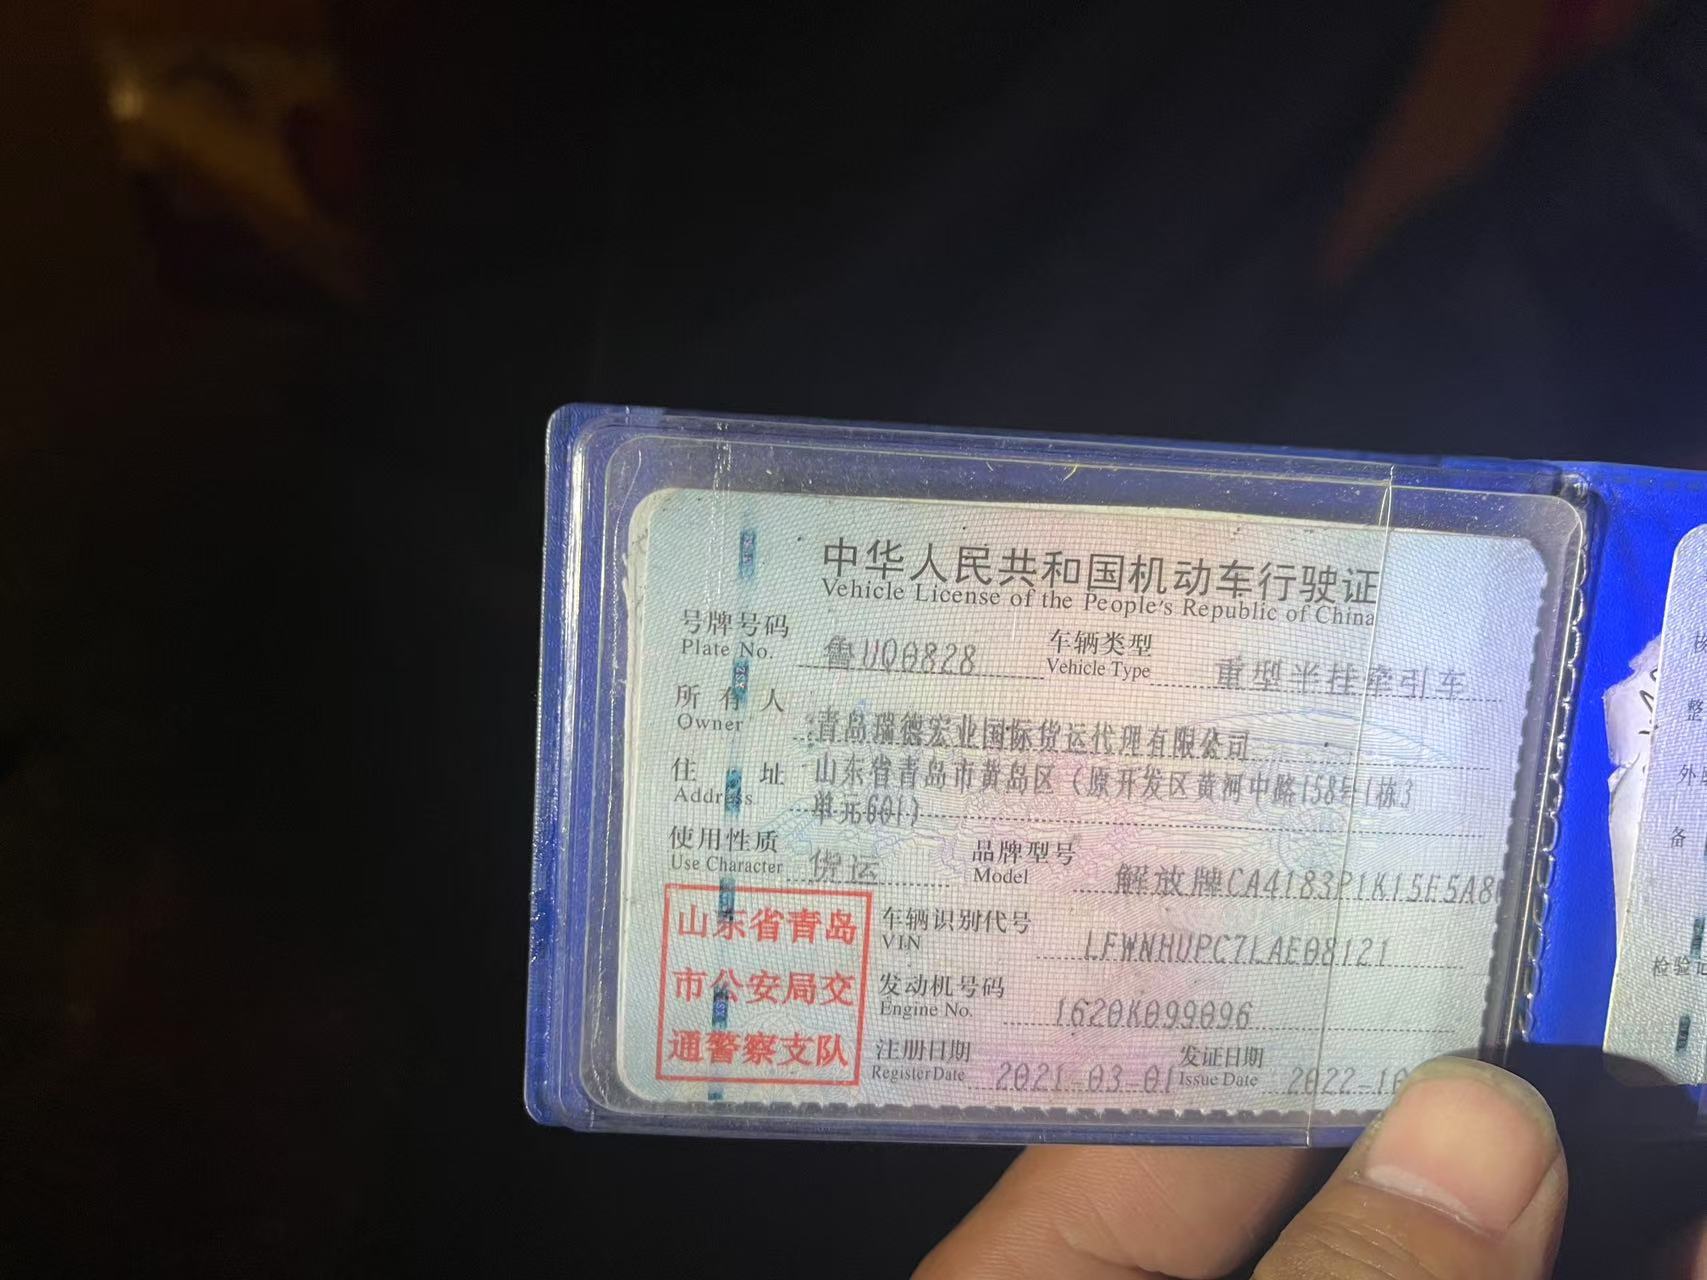 中华人民共和国机动车行驶证
Vehicle License of the People's Republic of China
号牌号码 鲁UQ0828 车辆类型 重型半挂牵引车
Plate No. Vehicle Type
所有人 青岛瑞德宏业国际货运代理有限公司
Owner
住址 山东省青岛市黄岛区（原开发区黄河中路158号1栋3
Address 单元601）
使用性质 货运 品牌型号 解放牌CA4183P1K15E5A8
Use Character Model
山东省青岛
市公安局交
通警察支队
车辆识别代号 LFWNHUPC7LAE08121
VIN
发动机号码 1620K099096
Engine No.
注册日期 2021-03-01 发证日期 2022-10
Register Date Issue Date
整
外
备
检验